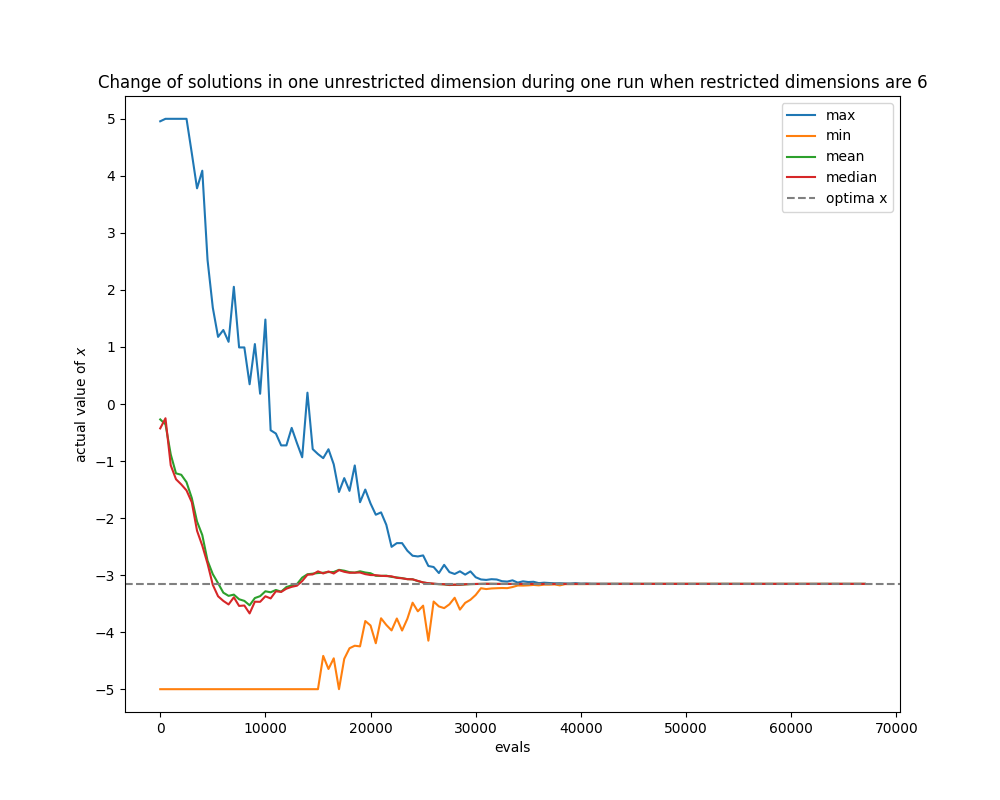 Change of solutions in one unrestricted dimension during one run when restricted dimensions are 6
max
min
mean
median
optima x
5
4
3
2
1
0
−1
−2
−3
−4
−5
actual value of x
0 10000 20000 30000 40000 50000 60000 70000
evals